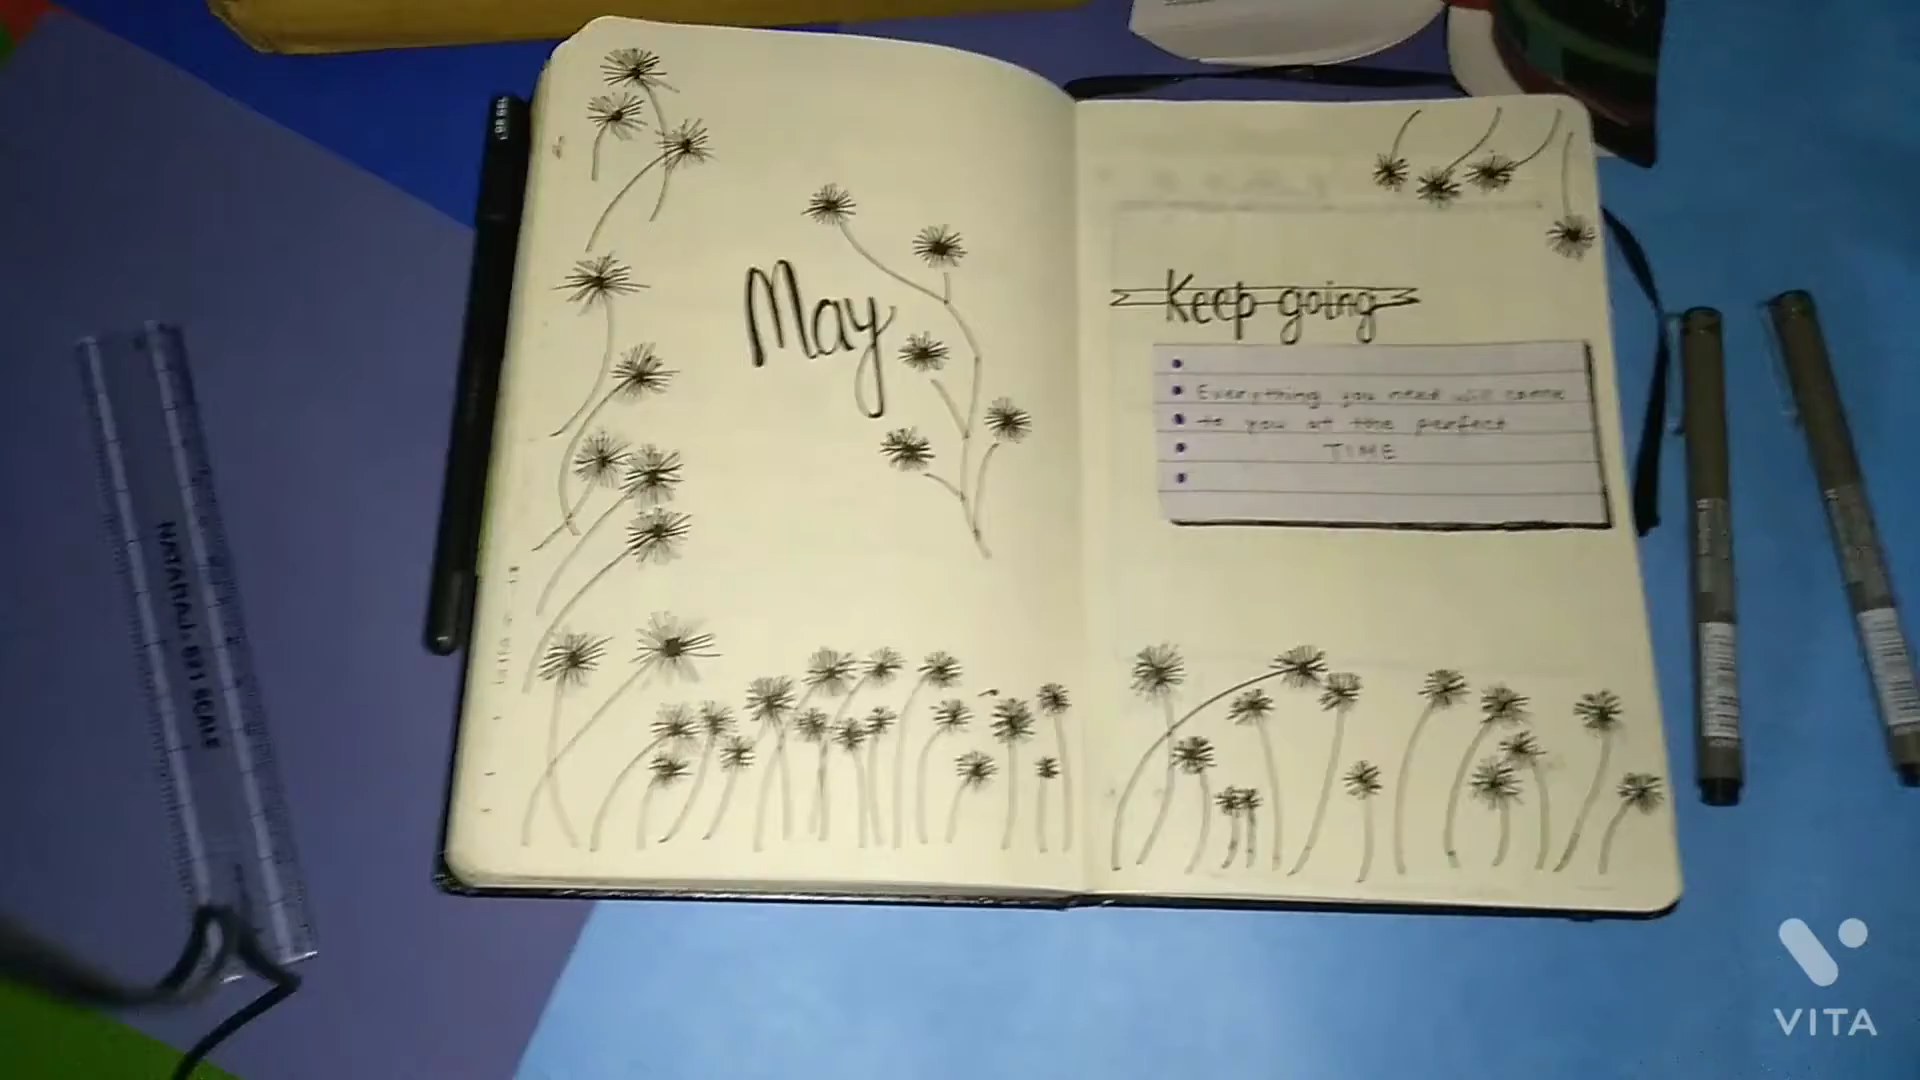 May
Keep going
Everything you need will come
to you at the perfect
TIME
NATARAJ 621 SCALE
VITA